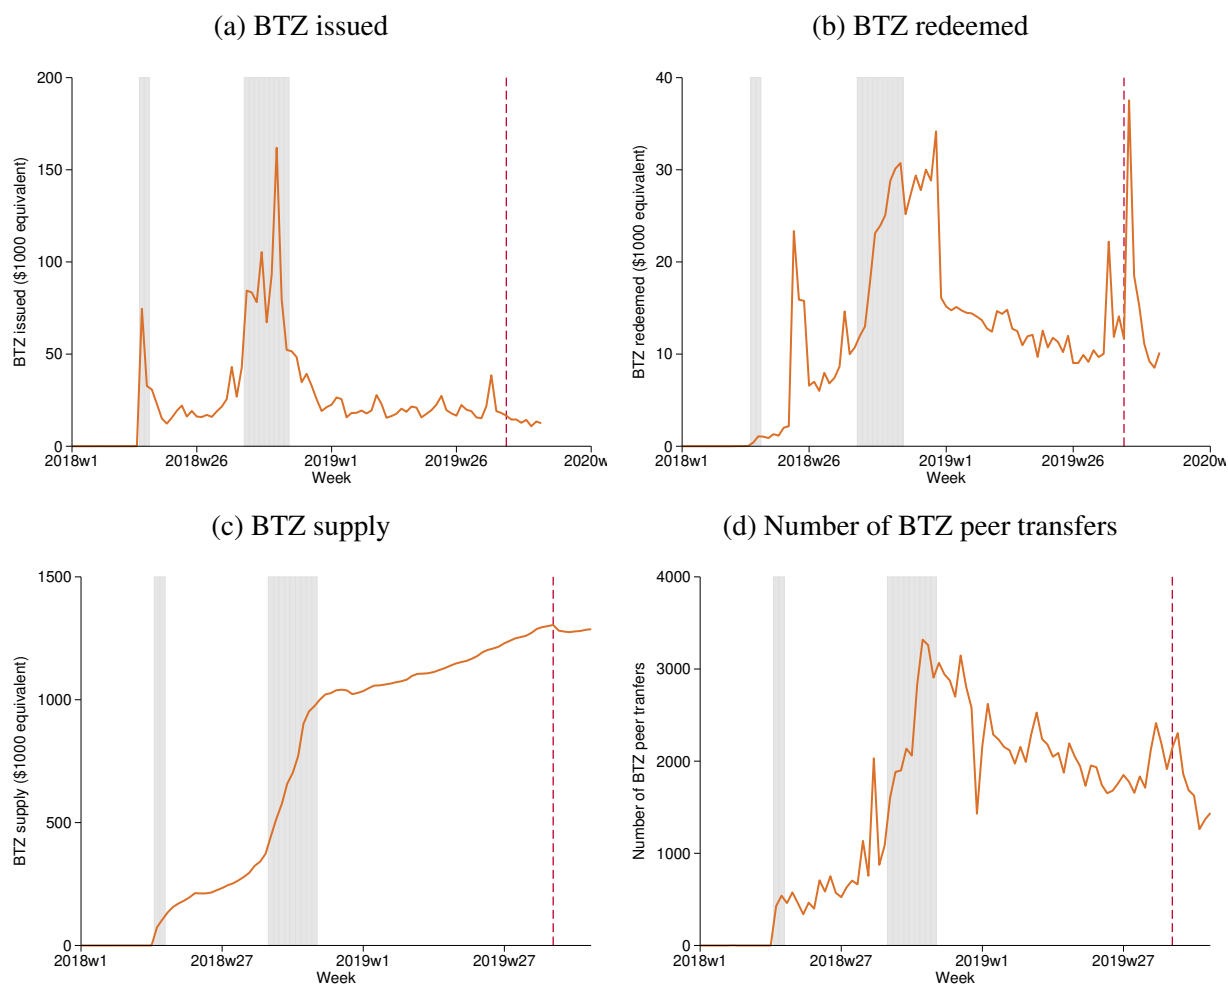 (a) BTZ issued
BTZ issued ($1000 equivalent)
200
150
100
50
0
2018w1 2018w26 2019w1 2019w26 2020w
Week
(b) BTZ redeemed
BTZ redeemed ($1000 equivalent)
40
30
20
10
0
2018w1 2018w26 2019w1 2019w26 2020w
Week
(c) BTZ supply
BTZ supply ($1000 equivalent)
1500
1000
500
0
2018w1 2018w27 2019w1 2019w27
Week
(d) Number of BTZ peer transfers
Number of BTZ peer tranfers
4000
3000
2000
1000
0
2018w1 2018w27 2019w1 2019w27
Week